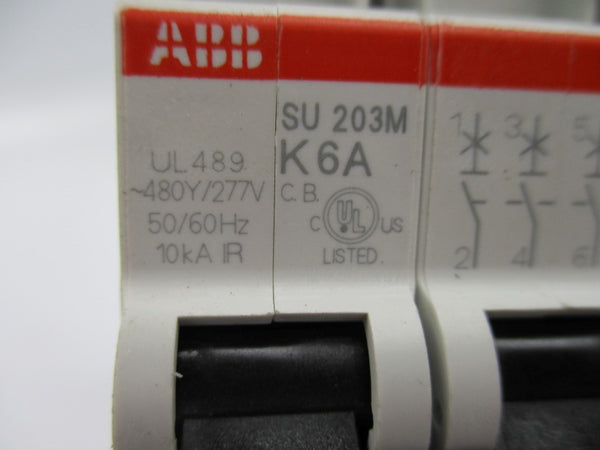 ABB
SU 203M
K 6A
UL489
~480Y/277V
50/60Hz
10kA IR
C.B.
C UL US
LISTED
1 3 5
2 4 6